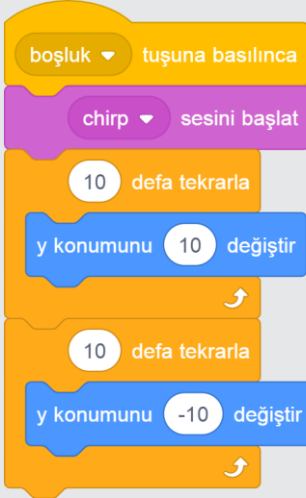 boşluk tuşuna basılınca
chirp sesini başlat
10 defa tekrarla
y konumunu 10 değiştir
10 defa tekrarla
y konumunu -10 değiştir